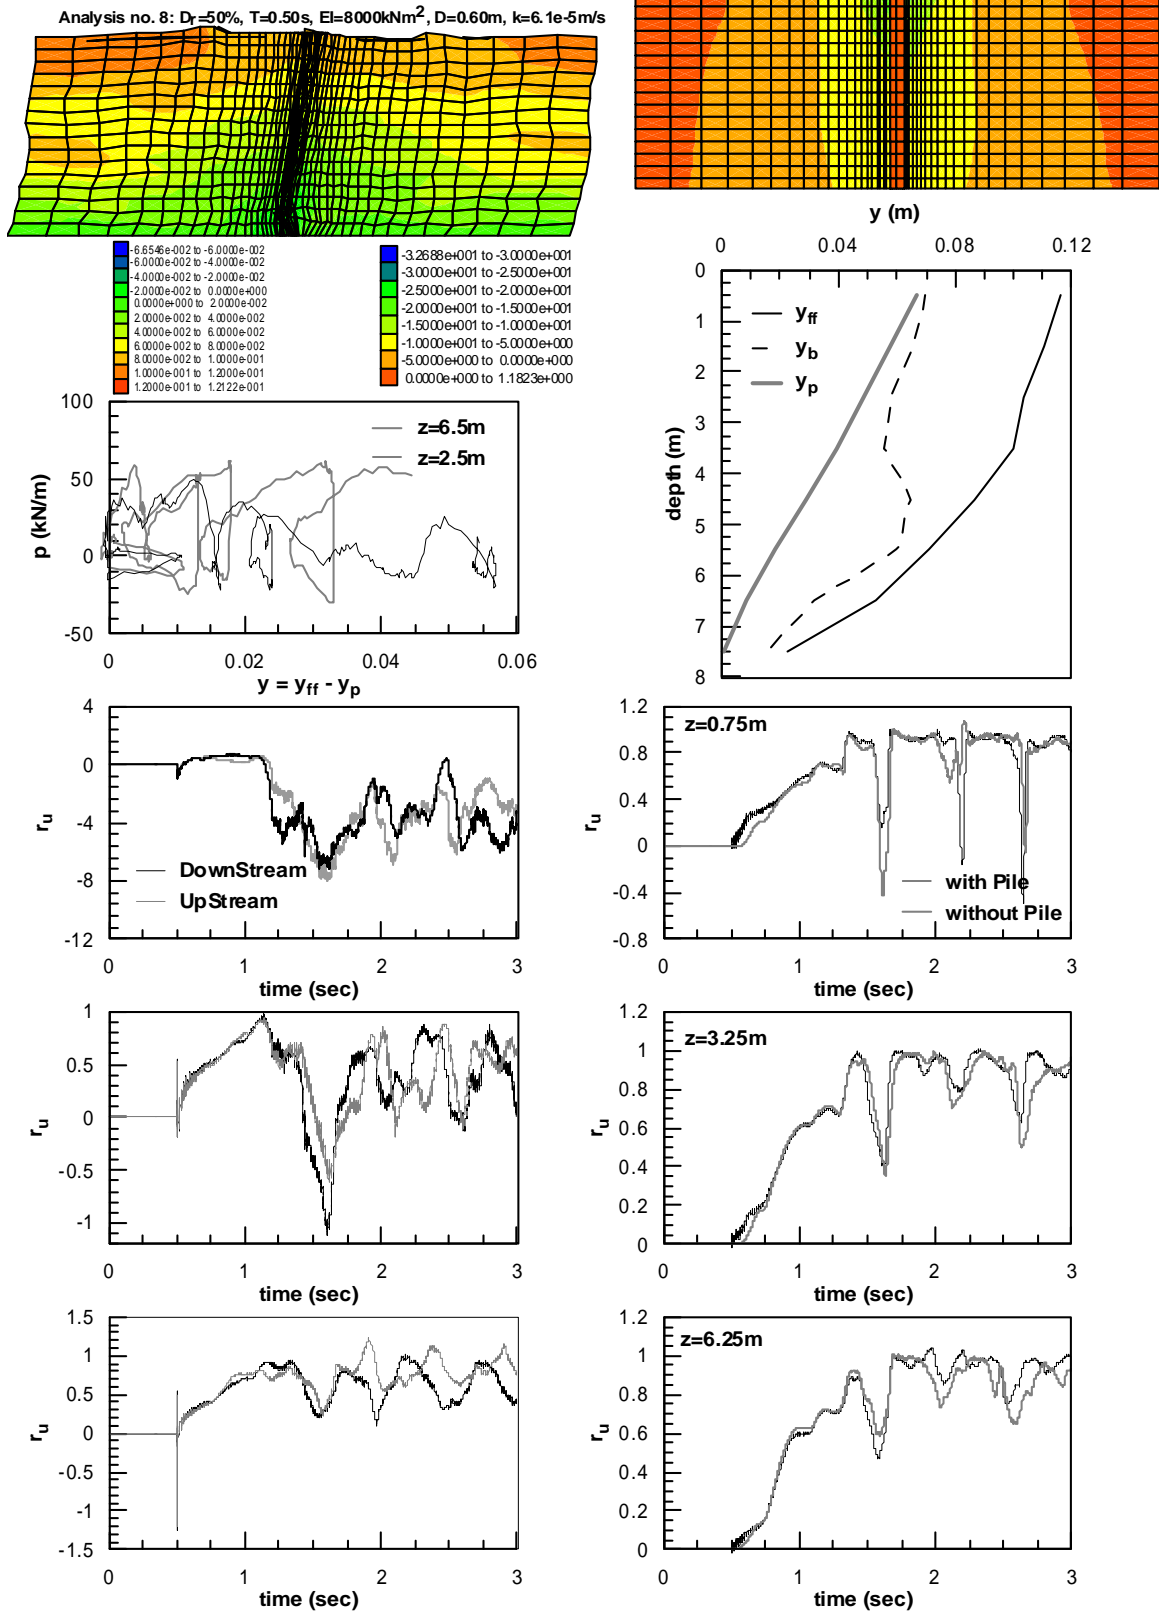 Analysis no. 8: Dr=50%, T=0.50s, EI=8000kNm², D=0.60m, k=6.1e-5m/s
-6.6546e-002 to -6.0000e-002
-6.0000e-002 to -4.0000e-002
-4.0000e-002 to -2.0000e-002
-2.0000e-002 to 0.0000e+000
0.0000e+000 to 2.0000e-002
2.0000e-002 to 4.0000e-002
4.0000e-002 to 6.0000e-002
6.0000e-002 to 8.0000e-002
8.0000e-002 to 1.0000e-001
1.0000e-001 to 1.2000e-001
1.2000e-001 to 1.2122e-001
-3.2688e+001 to -3.0000e+001
-3.0000e+001 to -2.5000e+001
-2.5000e+001 to -2.0000e+001
-2.0000e+001 to -1.5000e+001
-1.5000e+001 to -1.0000e+001
-1.0000e+001 to -5.0000e+000
-5.0000e+000 to 0.0000e+000
0.0000e+000 to 1.1823e+000
y (m)
0 0.04 0.08 0.12
0
1
2
3
4
5
6
7
8
depth (m)
yff
yb
yp
100
50
0
-50
p (kN/m)
z=6.5m
z=2.5m
0 0.02 0.04 0.06
y = yff - yp
4
0
-4
-8
-12
ru
DownStream
UpStream
0 1 2 3
time (sec)
1.2
0.8
0.4
0
-0.4
-0.8
ru
z=0.75m
with Pile
without Pile
0 1 2 3
time (sec)
1
0.5
0
-0.5
-1
ru
0 1 2 3
time (sec)
1.2
1
0.8
0.6
0.4
0.2
0
ru
z=3.25m
0 1 2 3
time (sec)
1.5
1
0.5
0
-0.5
-1
-1.5
ru
0 1 2 3
time (sec)
1.2
1
0.8
0.6
0.4
0.2
0
ru
z=6.25m
0 1 2 3
time (sec)